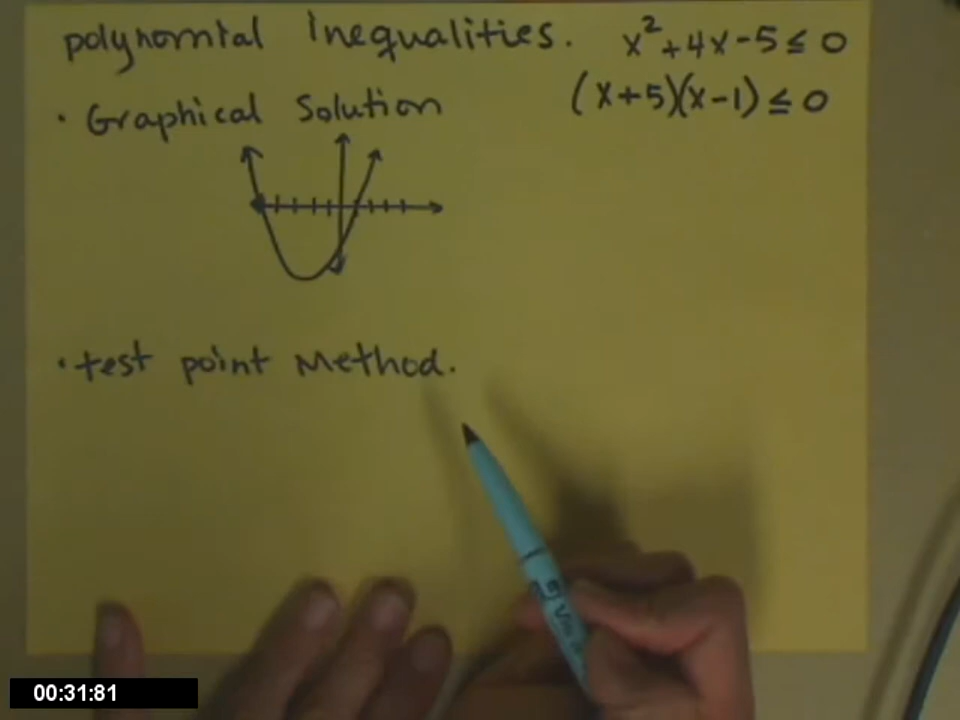 polynomial Inequalities. x²+4x-5≤0
(x+5)(x-1)≤0
• Graphical Solution
• test point Method.
00:31:81